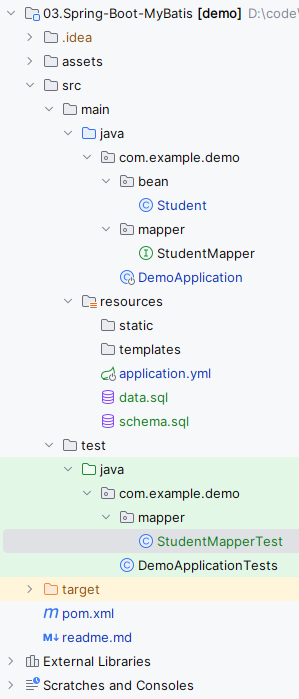 03.Spring-Boot-MyBatis [demo] D:\code\
.idea
assets
src
main
java
com.example.demo
bean
C Student
mapper
I StudentMapper
C DemoApplication
resources
static
templates
application.yml
data.sql
schema.sql
test
java
com.example.demo
mapper
C StudentMapperTest
C DemoApplicationTests
target
m pom.xml
M↓ readme.md
External Libraries
Scratches and Consoles